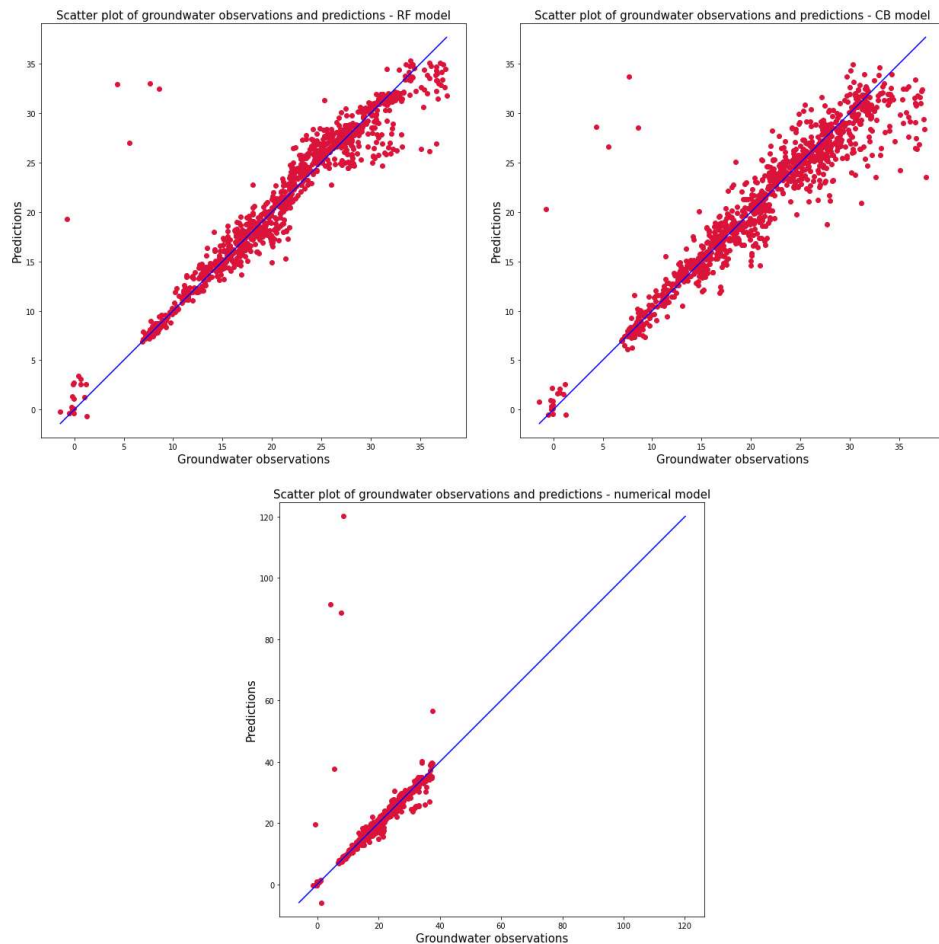 Scatter plot of groundwater observations and predictions - RF model
Predictions
35
30
25
20
15
10
5
0
0 5 10 15 20 25 30 35
Groundwater observations
Scatter plot of groundwater observations and predictions - CB model
Predictions
35
30
25
20
15
10
5
0
0 5 10 15 20 25 30 35
Groundwater observations
Scatter plot of groundwater observations and predictions - numerical model
Predictions
120
100
80
60
40
20
0
0 20 40 60 80 100 120
Groundwater observations